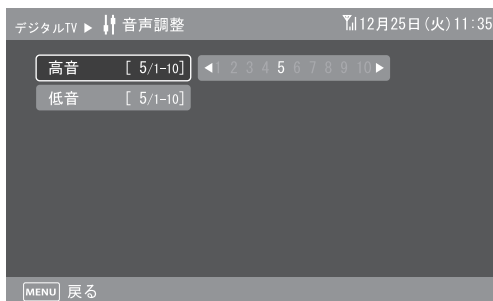 デジタルTV ▶ 音声調整 12月25日(火)11:35
高音 [ 5/1-10] ◀1 2 3 4 5 6 7 8 9 10▶
低音 [ 5/1-10]
MENU 戻る